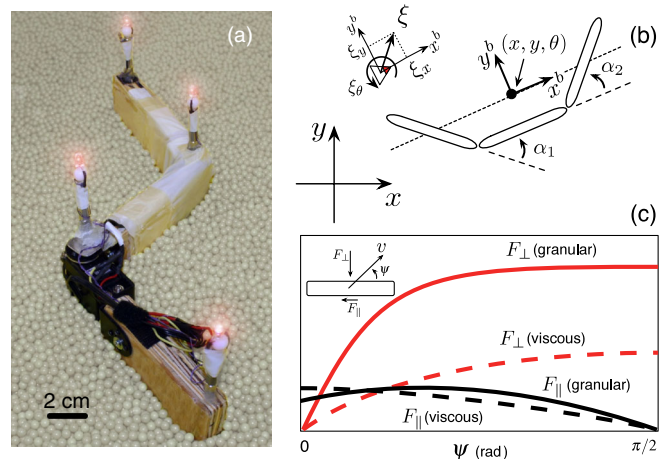 (a)
2 cm
(b)
ξ
y^b
x^b
ξ_y
ξ_x
ξ_θ
(x, y, θ)
y^b
x^b
α_2
α_1
y
x
(c)
F_⊥ (granular)
F_⊥
v
ψ
F_∥
F_⊥ (viscous)
F_∥ (granular)
F_∥ (viscous)
0
ψ (rad)
π/2